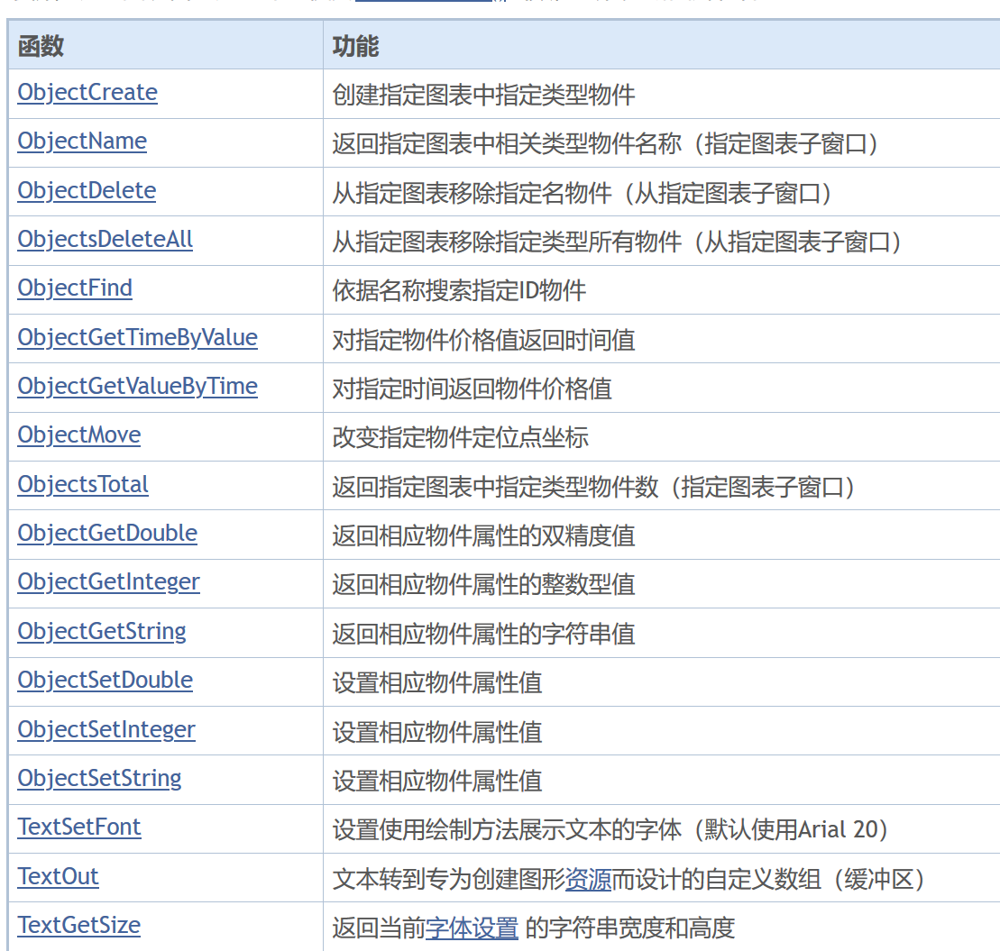 函数 功能
ObjectCreate 创建指定图表中指定类型物件
ObjectName 返回指定图表中相关类型物件名称（指定图表子窗口）
ObjectDelete 从指定图表移除指定名物件（从指定图表子窗口）
ObjectsDeleteAll 从指定图表移除指定类型所有物件（从指定图表子窗口）
ObjectFind 依据名称搜索指定ID物件
ObjectGetTimeByValue 对指定物件价格值返回时间值
ObjectGetValueByTime 对指定时间返回物件价格值
ObjectMove 改变指定物件定位点坐标
ObjectsTotal 返回指定图表中指定类型物件数（指定图表子窗口）
ObjectGetDouble 返回相应物件属性的双精度值
ObjectGetInteger 返回相应物件属性的整数型值
ObjectGetString 返回相应物件属性的字符串值
ObjectSetDouble 设置相应物件属性值
ObjectSetInteger 设置相应物件属性值
ObjectSetString 设置相应物件属性值
TextSetFont 设置使用绘制方法展示文本的字体（默认使用Arial 20）
TextOut 文本转到专为创建图形资源而设计的自定义数组（缓冲区）
TextGetSize 返回当前字体设置 的字符串宽度和高度